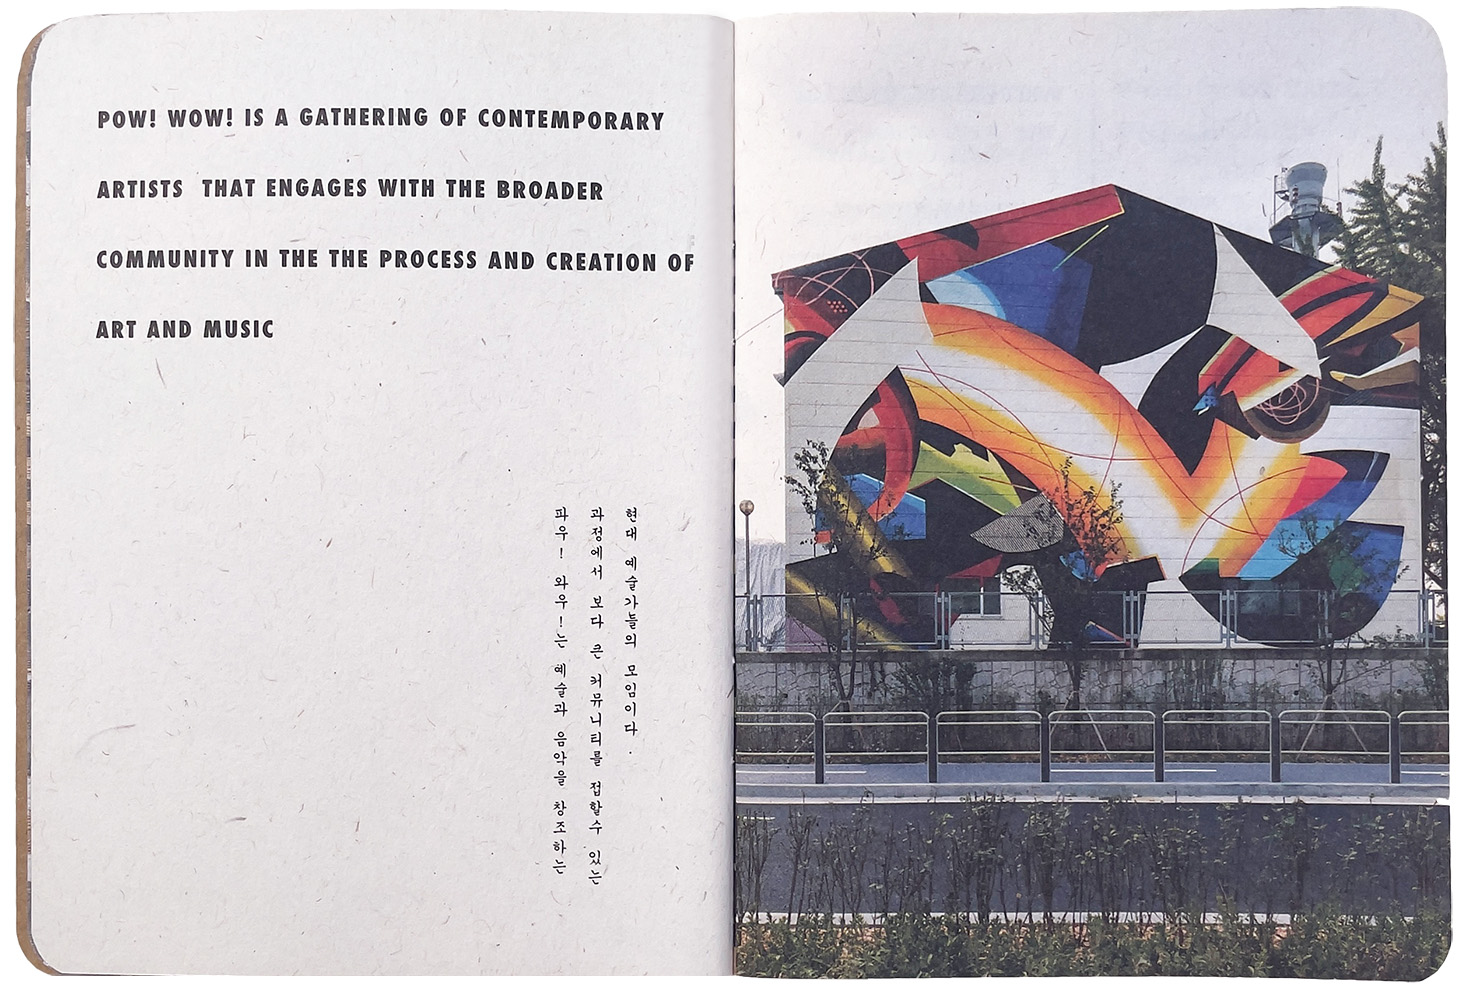 POW! WOW! IS A GATHERING OF CONTEMPORARY
ARTISTS THAT ENGAGES WITH THE BROADER
COMMUNITY IN THE THE PROCESS AND CREATION OF
ART AND MUSIC
파우! 와우!는 예술과 음악을 창조하는
과정에서 보다 큰 커뮤니티를 접할수 있는
현대 예술가들의 모임이다.